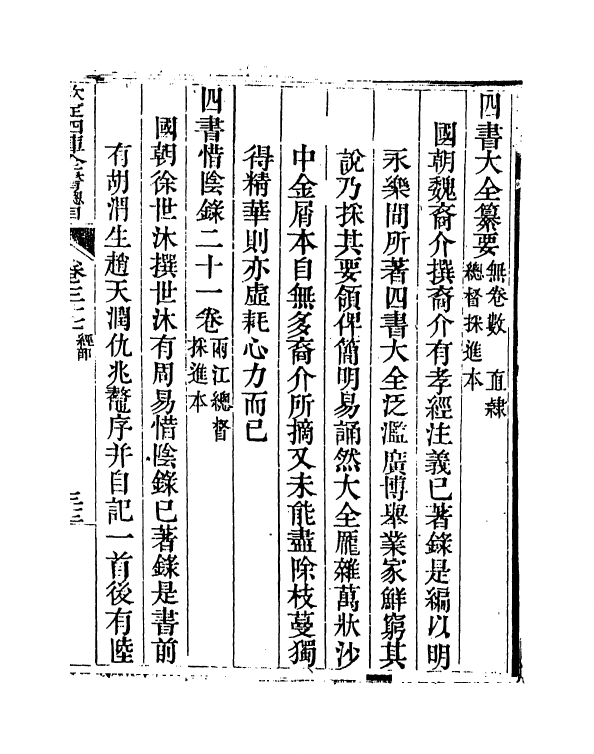 四書大全纂要無卷數 直隸總督採進本
國朝魏裔介撰裔介有孝經注義已著錄是編以明
永樂間所著四書大全泛濫廣博舉業家鮮窮其
說乃採其要領俾簡明易誦然大全龐雜萬狀沙
中金屑本自無多裔介所摘又未能盡除枝蔓獨
得精華則亦虛耗心力而已
四書惜陰錄二十一卷兩江總督採進本
國朝徐世沐撰世沐有周易惜陰錄已著錄是書前
有胡渭生趙天潤仇兆鼇序并自記一首後有陸
欽定四庫全書總目 卷三十七 經部 三三